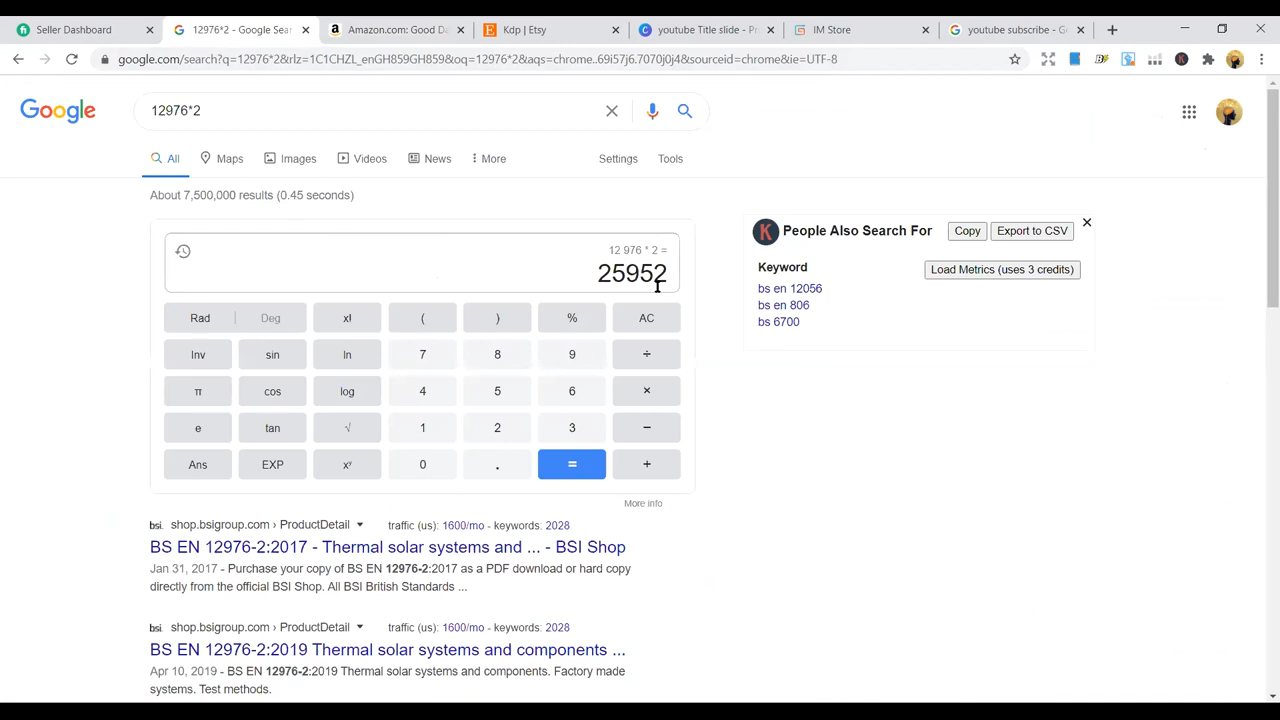 Seller Dashboard
12976*2 - Google Sear
Amazon.com: Good Da
Kdp | Etsy
youtube Title slide - Po
IM Store
youtube subscribe - G
google.com/search?q=12976*2&rlz=1C1CHZL_enGH859GH859&oq=12976*2&aqs=chrome..69i57j6.7070j0j4&sourceid=chrome&ie=UTF-8
Google
12976*2
All
Maps
Images
Videos
News
More
Settings
Tools
About 7,500,000 results (0.45 seconds)
12 976 * 2 =
25952
Rad Deg x! ( ) % AC
Inv sin ln 7 8 9 ÷
π cos log 4 5 6 ×
e tan √ 1 2 3 −
Ans EXP xʸ 0 . = +
More info
K People Also Search For Copy Export to CSV
Keyword Load Metrics (uses 3 credits)
bs en 12056
bs en 806
bs 6700
bsi. shop.bsigroup.com › ProductDetail traffic (us): 1600/mo - keywords: 2028
BS EN 12976-2:2017 - Thermal solar systems and ... - BSI Shop
Jan 31, 2017 - Purchase your copy of BS EN 12976-2:2017 as a PDF download or hard copy
directly from the official BSI Shop. All BSI British Standards ...
bsi. shop.bsigroup.com › ProductDetail traffic (us): 1600/mo - keywords: 2028
BS EN 12976-2:2019 Thermal solar systems and components ...
Apr 10, 2019 - BS EN 12976-2:2019 Thermal solar systems and components. Factory made
systems. Test methods.